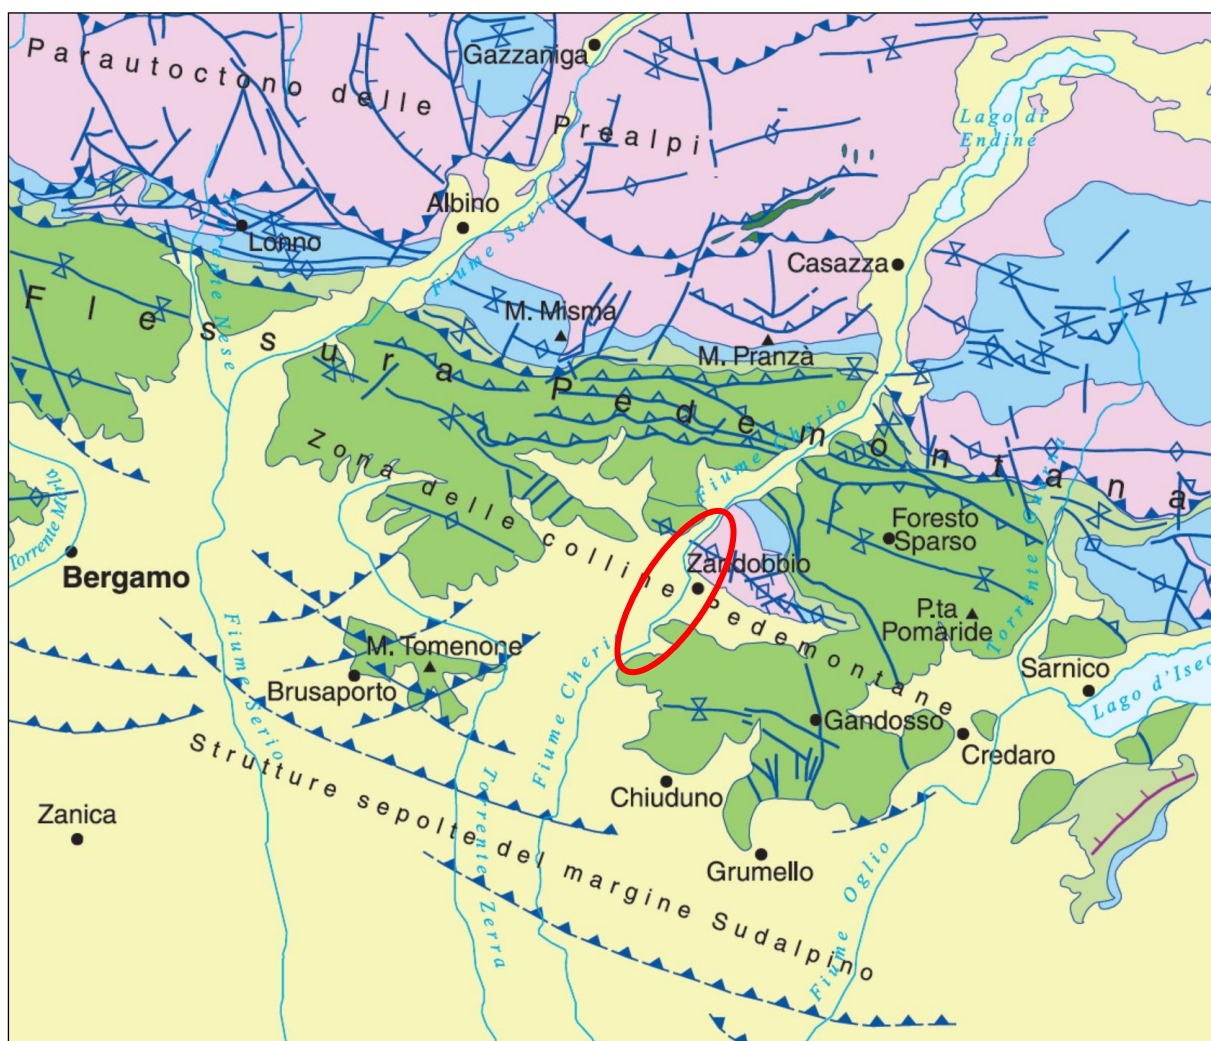 Parautoctono delle Prealpi
Gazzaniga
Lago di
Endine
Albino
Fiume Serio
Lonno
Torrente Nese
Casazza
M. Misma
M. Pranzà
Flessura Pedemontana
Fiume Cherio
Zona delle colline Pedemontane
Torrente Morla
Bergamo
Foresto
Sparso
Torrente Guerna
Zandobbio
P.ta
Pomaride
M. Tomenone
Brusaporto
Sarnico
Lago d'Iseo
Fiume Serio
Fiume Cheri
Gandosso
Credaro
Strutture sepolte del margine Sudalpino
Chiuduno
Zanica
Torrente Zerra
Grumello
Fiume Oglio